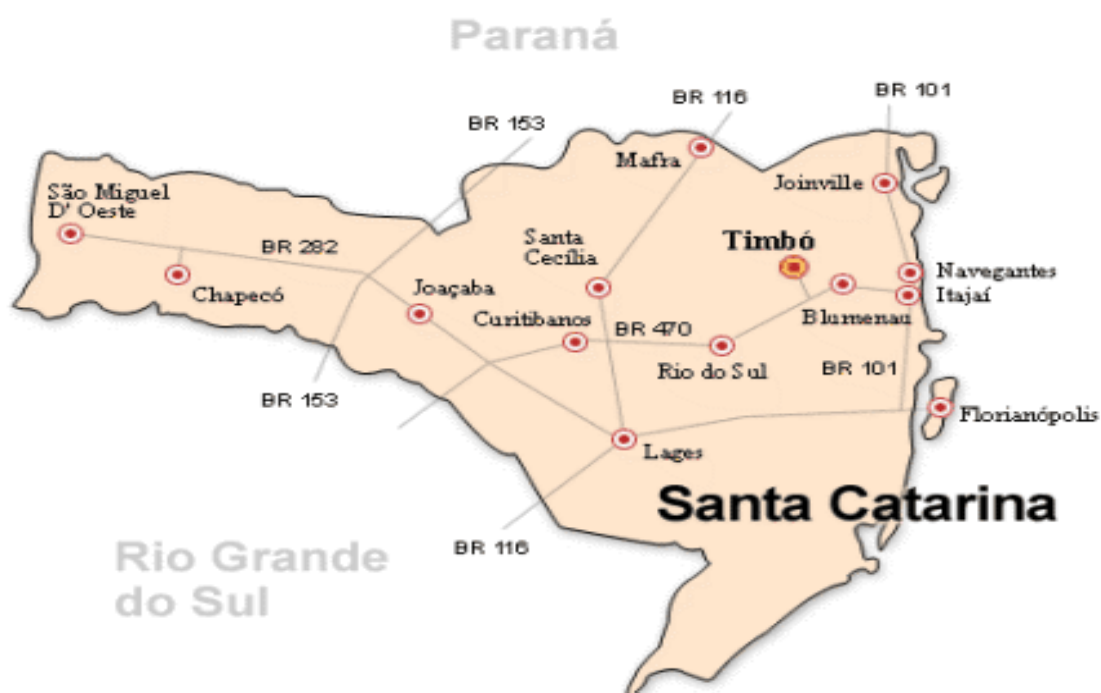 Paraná
BR 116
BR 101
BR 153
Mafra
Joinville
São Miguel
D' Oeste
Santa
Cecília
Timbó
BR 282
Navegantes
Chapecó
Joaçaba
Itajaí
Curitibanos
BR 470
Blumenau
Rio do Sul
BR 101
BR 153
Florianópolis
Lages
Santa Catarina
BR 116
Rio Grande
do Sul